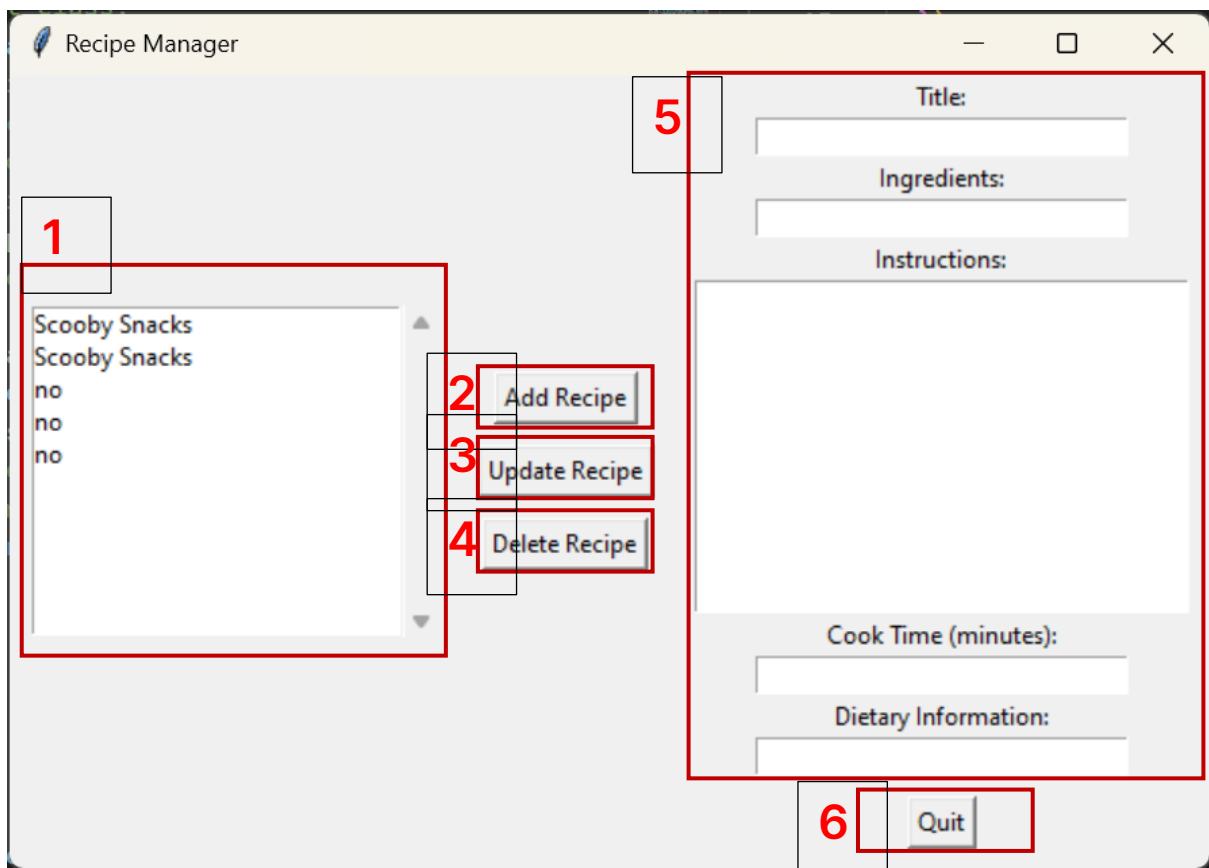 Recipe Manager
1
Scooby Snacks
Scooby Snacks
no
no
no
2
Add Recipe
3
Update Recipe
4
Delete Recipe
5
Title:
Ingredients:
Instructions:
Cook Time (minutes):
Dietary Information:
6
Quit